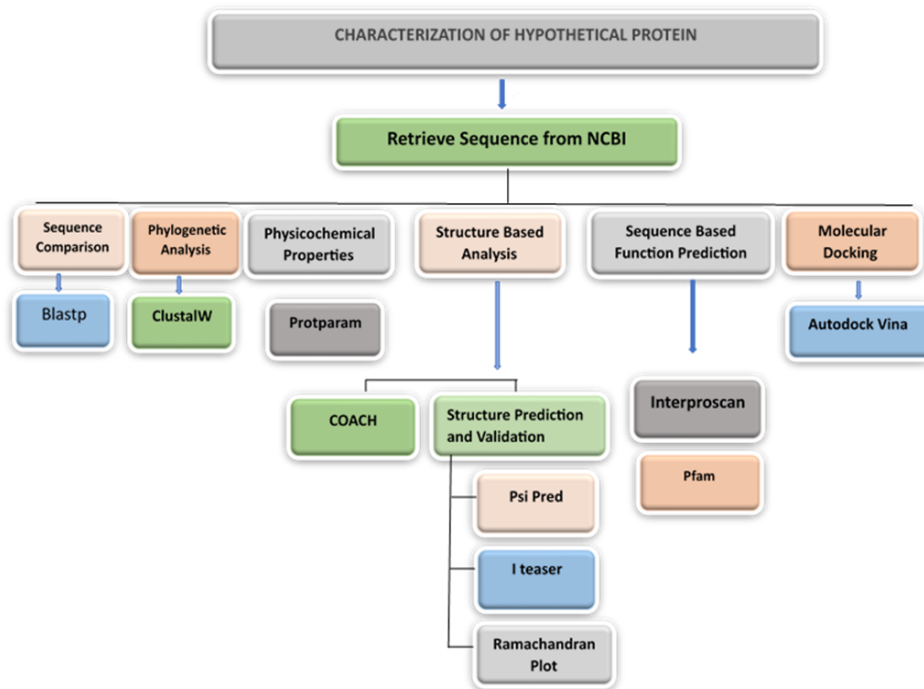 CHARACTERIZATION OF HYPOTHETICAL PROTEIN
Retrieve Sequence from NCBI
Sequence
Comparison
Phylogenetic
Analysis
Physicochemical
Properties
Structure Based
Analysis
Sequence Based
Function Prediction
Molecular
Docking
Blastp
ClustalW
Protparam
Autodock Vina
COACH
Structure Prediction
and Validation
Interproscan
Pfam
Psi Pred
I teaser
Ramachandran
Plot